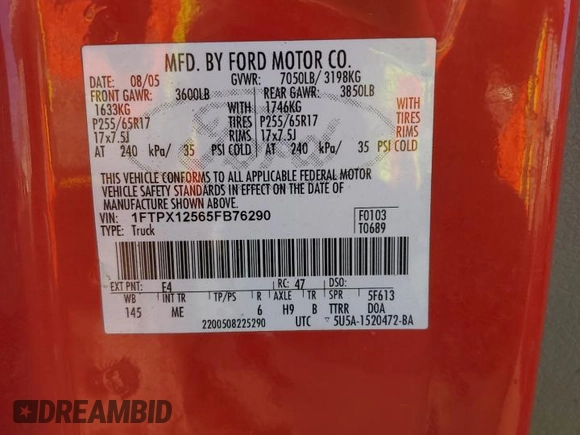 MFD. BY FORD MOTOR CO.
DATE: 08/05 GVWR: 7050LB/ 3198KG
FRONT GAWR: 3600LB REAR GAWR: 3850LB
1633KG WITH 1746KG WITH
P255/65R17 TIRES P255/65R17 TIRES
17x7.5J RIMS 17x7.5J RIMS
AT 240 kPa/ 35 PSI COLD AT 240 kPa/ 35 PSI COLD
Ford
THIS VEHICLE CONFORMS TO ALL APPLICABLE FEDERAL MOTOR
VEHICLE SAFETY STANDARDS IN EFFECT ON THE DATE OF
MANUFACTURE SHOWN ABOVE.
VIN: 1FTPX12565FB76290 F0103
TYPE: Truck T0689
EXT PNT: F4 RC: 47 DSO:
WB INT TR TP/PS R AXLE TR SPR 5F613
145 ME 6 H9 B TTRR DOA
2200508225290 UTC 5U5A-1520472-BA
DREAMBID